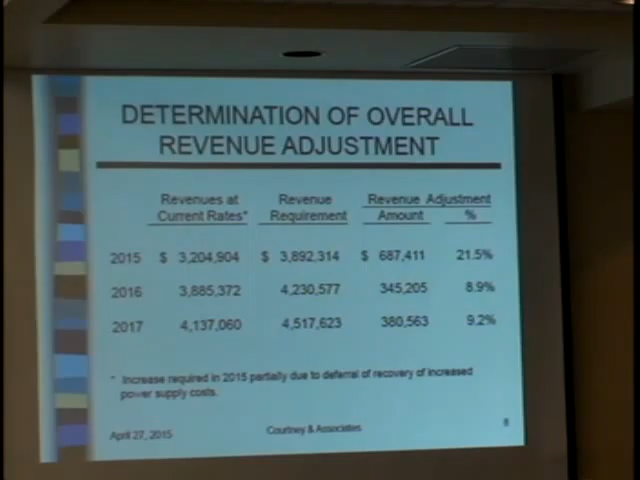 DETERMINATION OF OVERALL
REVENUE ADJUSTMENT
Revenues at Revenue Revenue Adjustment
Current Rates* Requirement Amount %
2015 $ 3,204,904 $ 3,892,314 $ 687,411 21.5%
2016 3,885,372 4,230,577 345,205 8.9%
2017 4,137,060 4,517,623 380,563 9.2%
* Increase required in 2015 partially due to deferral of recovery of increased
power supply costs.
April 27, 2015 Courtney & Associates 8